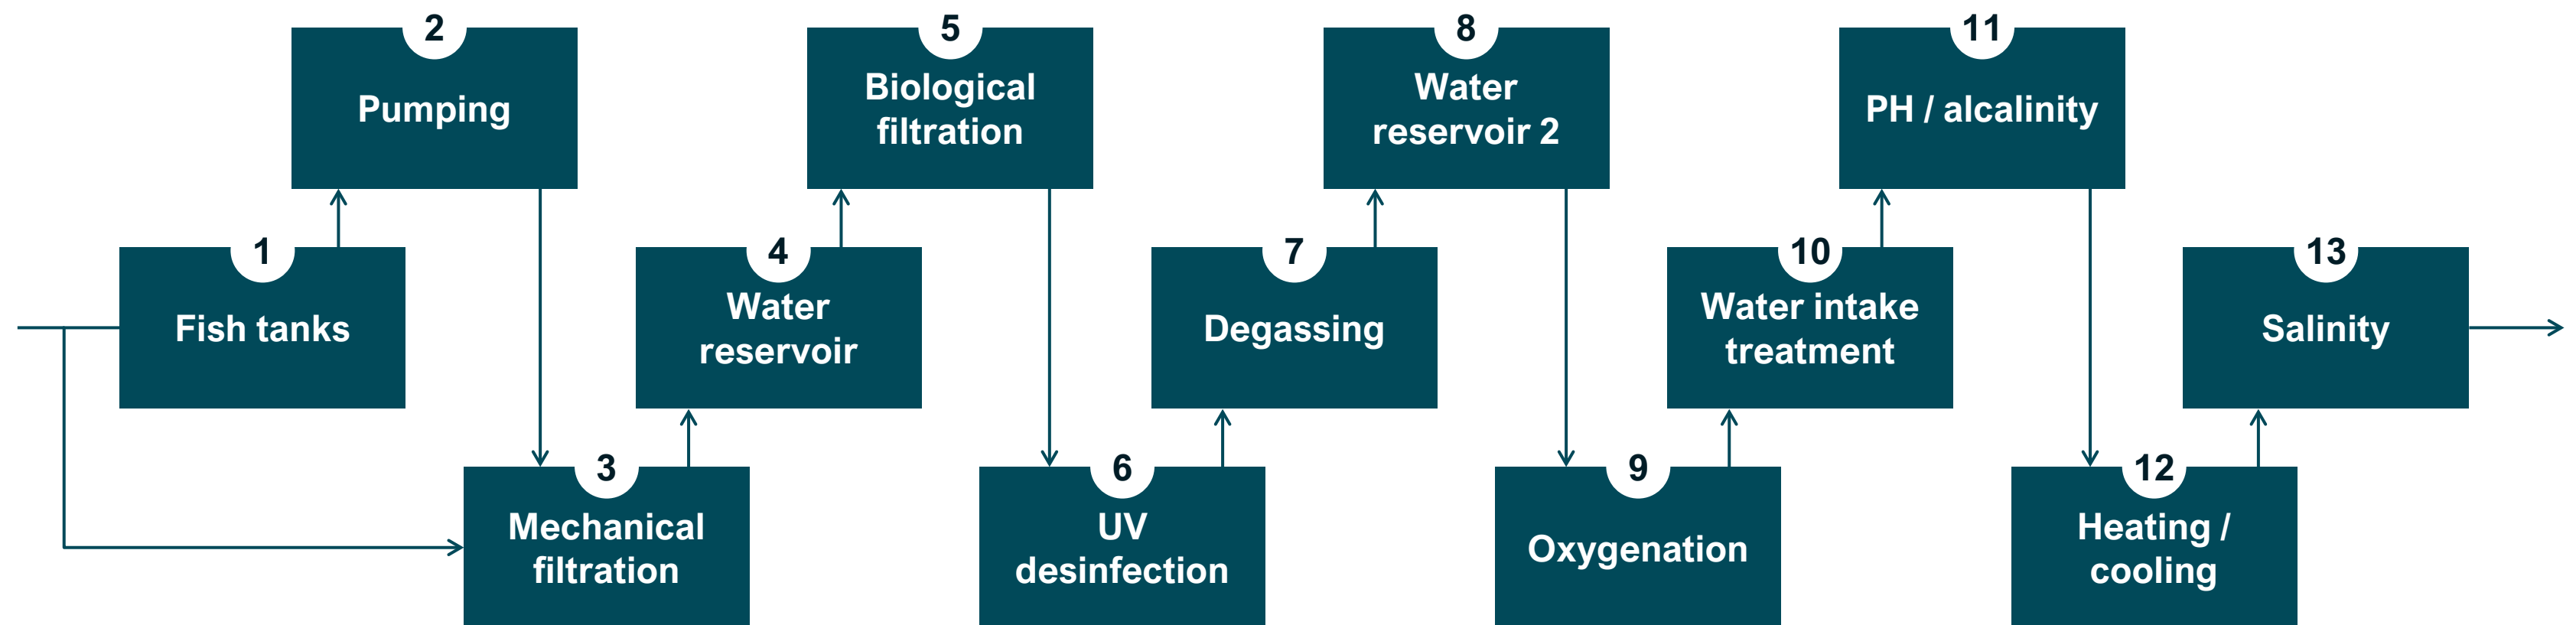 1
Fish tanks
2
Pumping
3
Mechanical
filtration
4
Water
reservoir
5
Biological
filtration
6
UV
desinfection
7
Degassing
8
Water
reservoir 2
9
Oxygenation
10
Water intake
treatment
11
PH / alcalinity
12
Heating /
cooling
13
Salinity